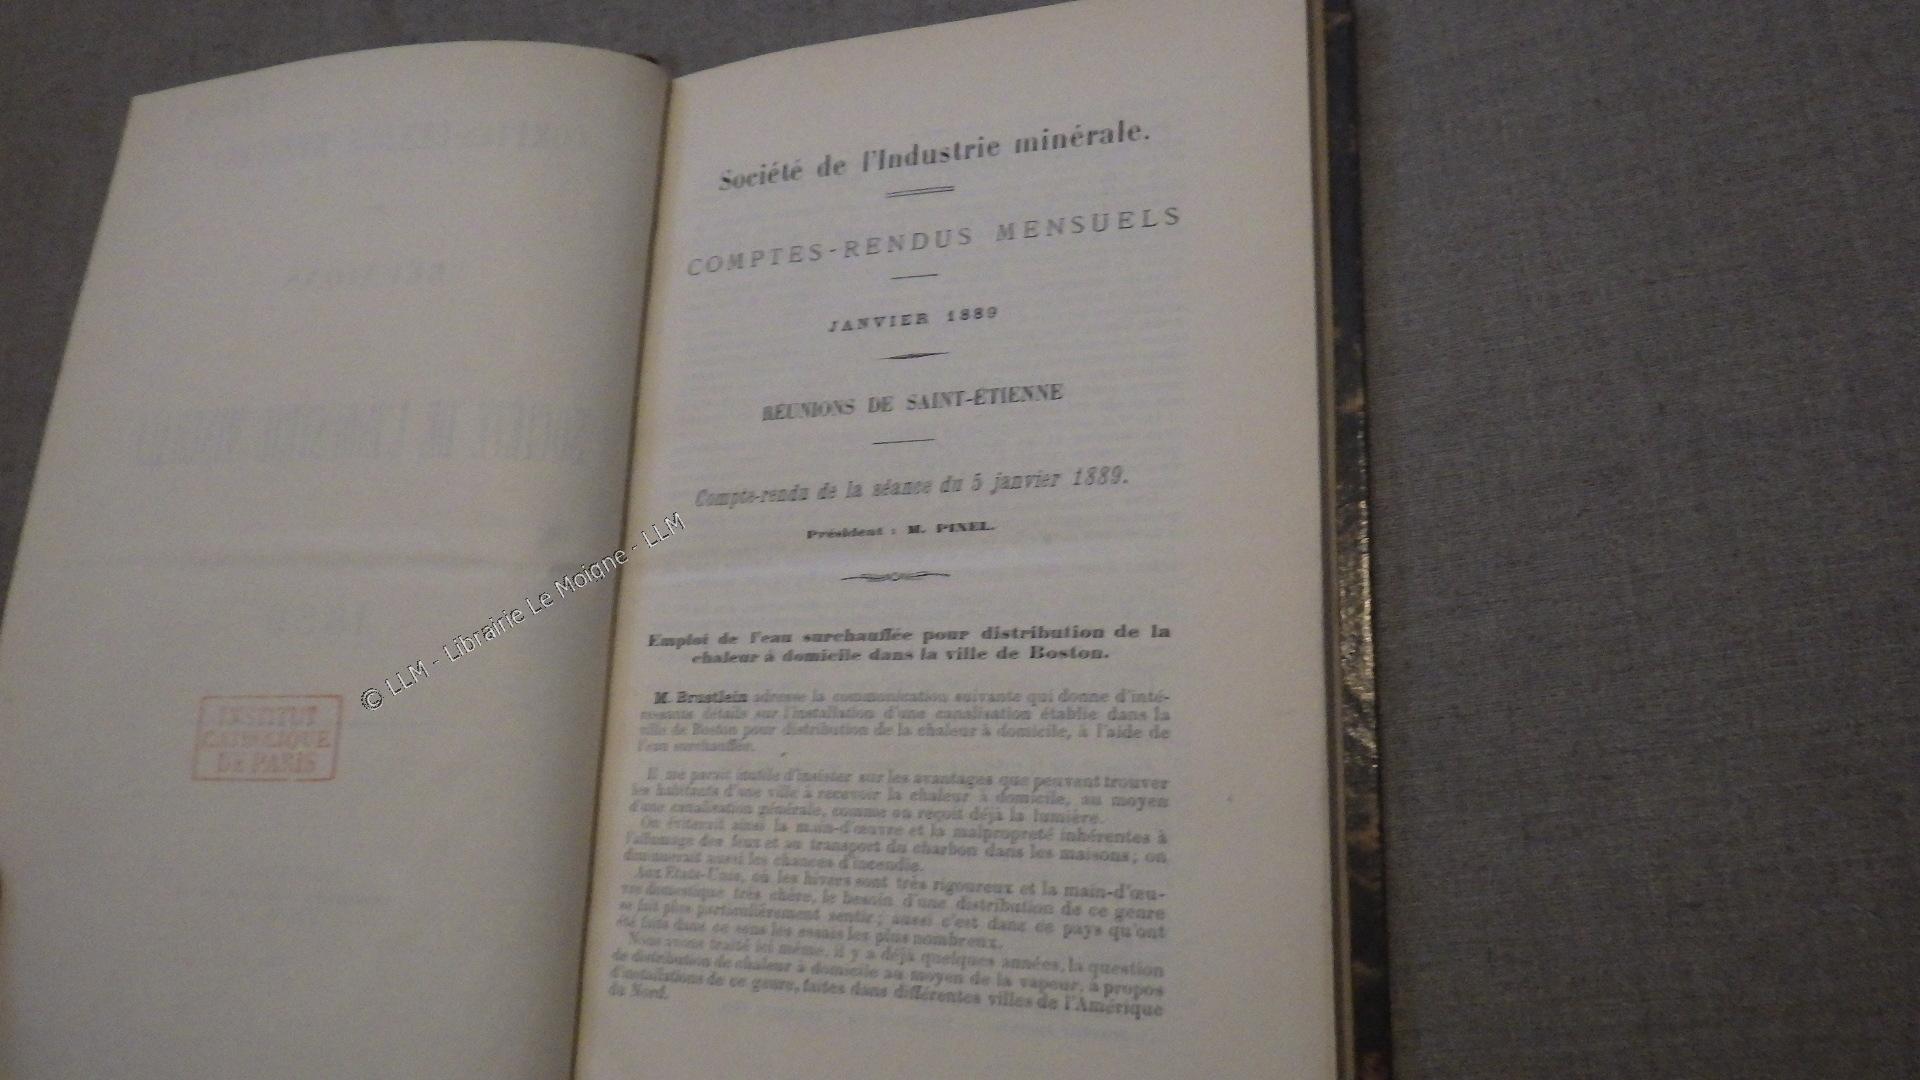 Société de l'Industrie minérale.
COMPTES-RENDUS MENSUELS
JANVIER 1889
RÉUNIONS DE SAINT-ÉTIENNE
Compte-rendu de la séance du 5 janvier 1889.
Président : M. PINEL.
Emploi de l'eau surchauffée pour distribution de la
chaleur à domicile dans la ville de Boston.
M. Brustlein adresse la communication suivante qui donne d'inté-
ressants détails sur l'installation d'une canalisation établie dans la
ville de Boston pour distribution de la chaleur à domicile, à l'aide de
l'eau surchauffée.
Il me paraît inutile d'insister sur les avantages que peuvent trouver
les habitants d'une ville à recevoir la chaleur à domicile, au moyen
d'une canalisation générale, comme on reçoit déjà la lumière.
On éviterait ainsi la main-d'œuvre et la malpropreté inhérentes à
l'allumage des feux et au transport du charbon dans les maisons ; on
diminuerait aussi les chances d'incendie.
Aux États-Unis, où les hivers sont très rigoureux et la main-d'œu-
vre domestique très chère, le besoin d'une distribution de ce genre
se fait plus particulièrement sentir ; aussi c'est dans ce pays qu'ont
été faits dans ce sens les essais les plus nombreux.
Nous avons traité ici même, il y a déjà quelques années, la question
de distribution de chaleur à domicile au moyen de la vapeur, à propos
d'installations de ce genre, faites dans différentes villes de l'Amérique
du Nord.
INSTITUT
CATHOLIQUE
DE PARIS
© LLM - Librairie Le Moigne - LLM